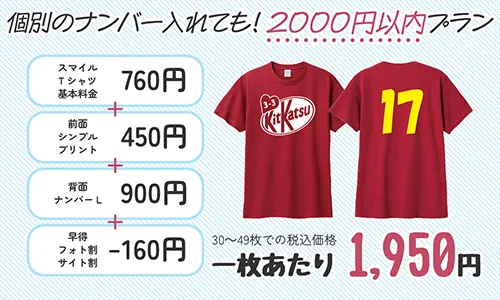 個別のナンバー入れても!2000円以内プラン
スマイル
Tシャツ
基本料金
760円
+
前面
シンプル
プリント
450円
+
背面
ナンバーL
900円
+
早得
フォト割
サイト割
-160円
3-3
KitKatsu
17
30〜49枚での税込価格
一枚あたり1,950円